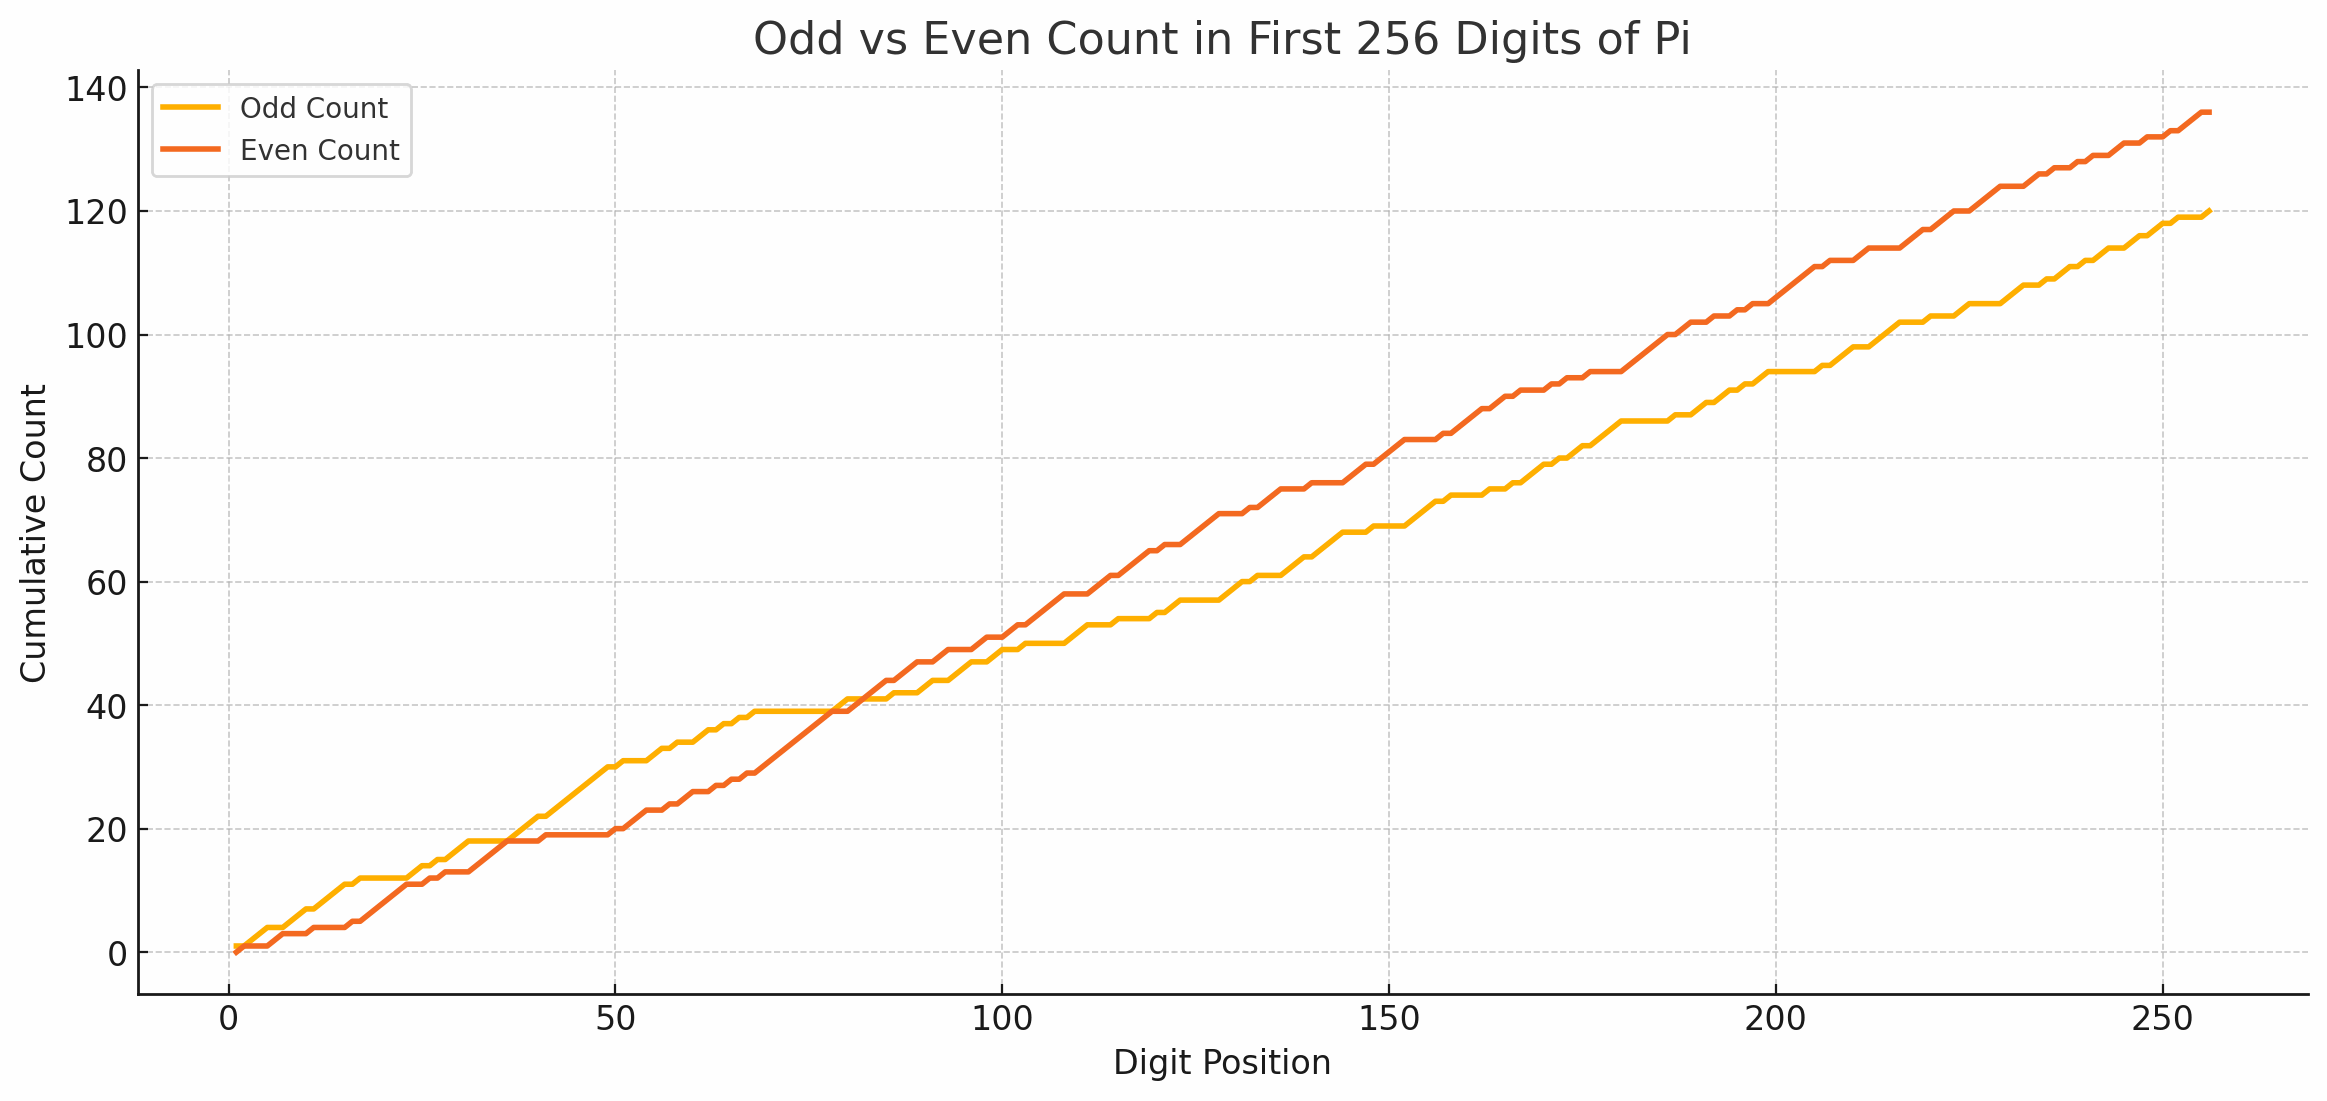 Odd vs Even Count in First 256 Digits of Pi
140
120
100
80
60
40
20
0
Odd Count
Even Count
Cumulative Count
0 50 100 150 200 250
Digit Position